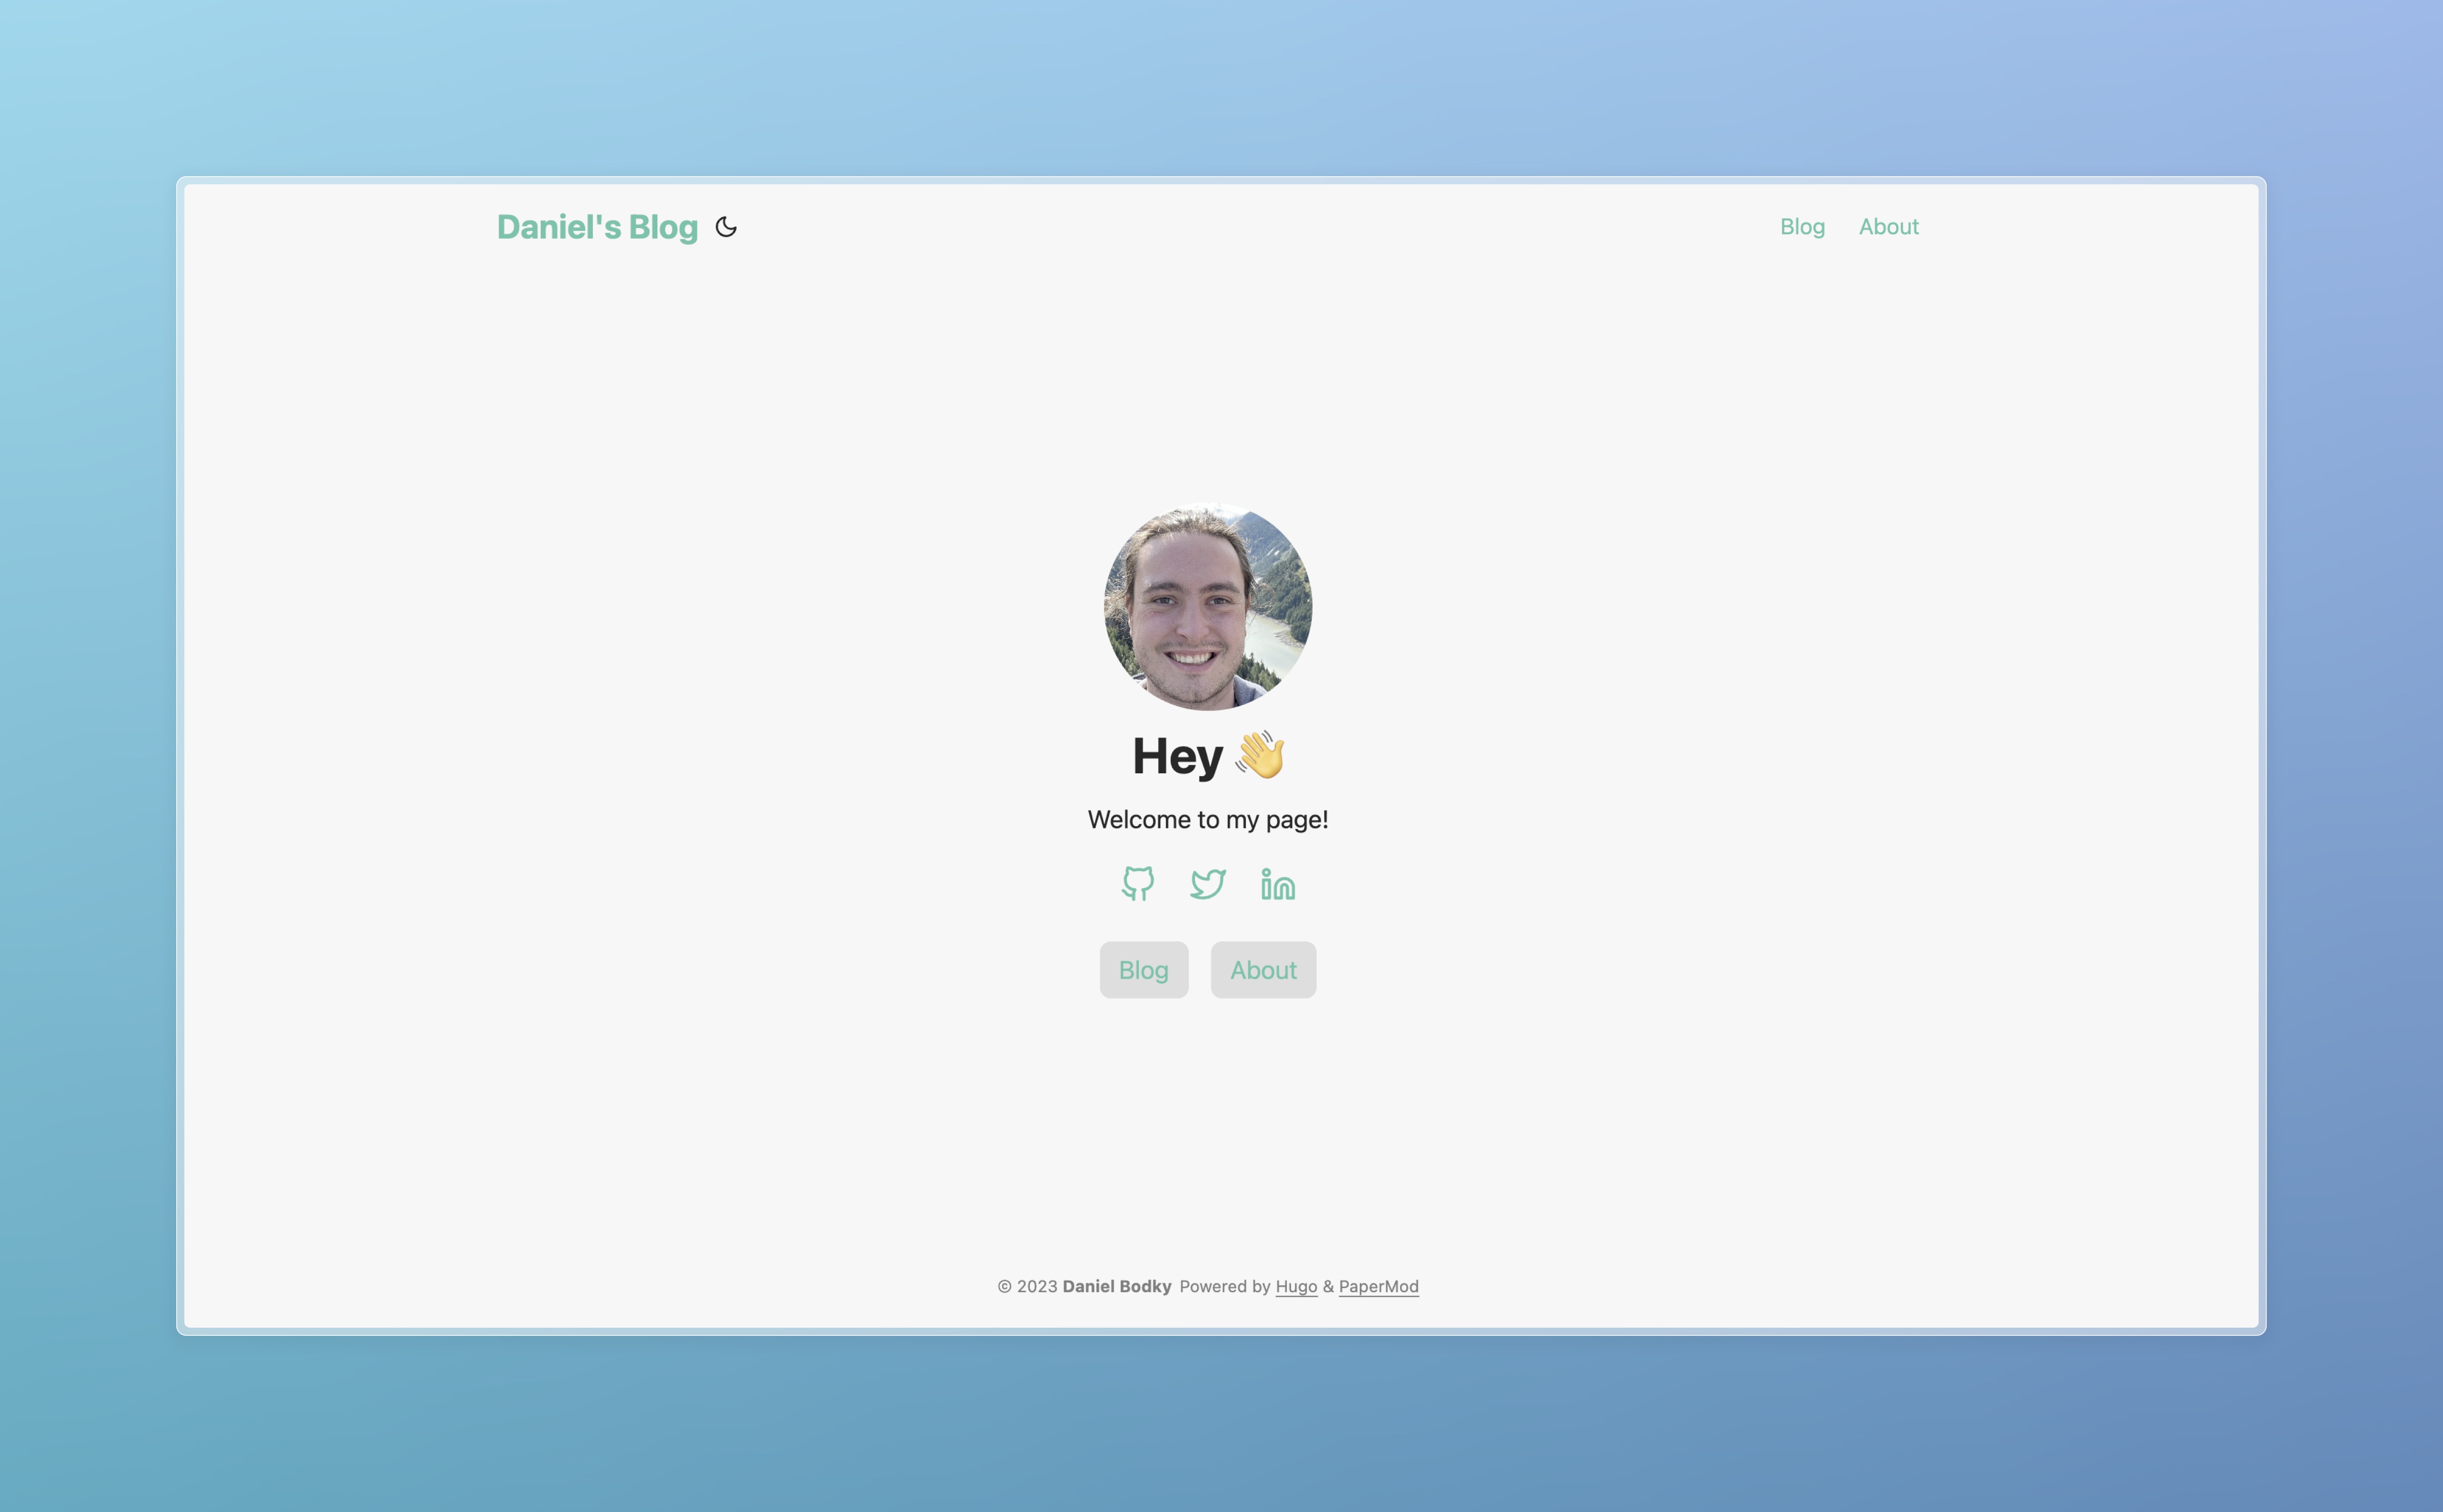 Daniel's Blog
Blog About
Hey 👋
Welcome to my page!
Blog About
© 2023 Daniel Bodky Powered by Hugo & PaperMod